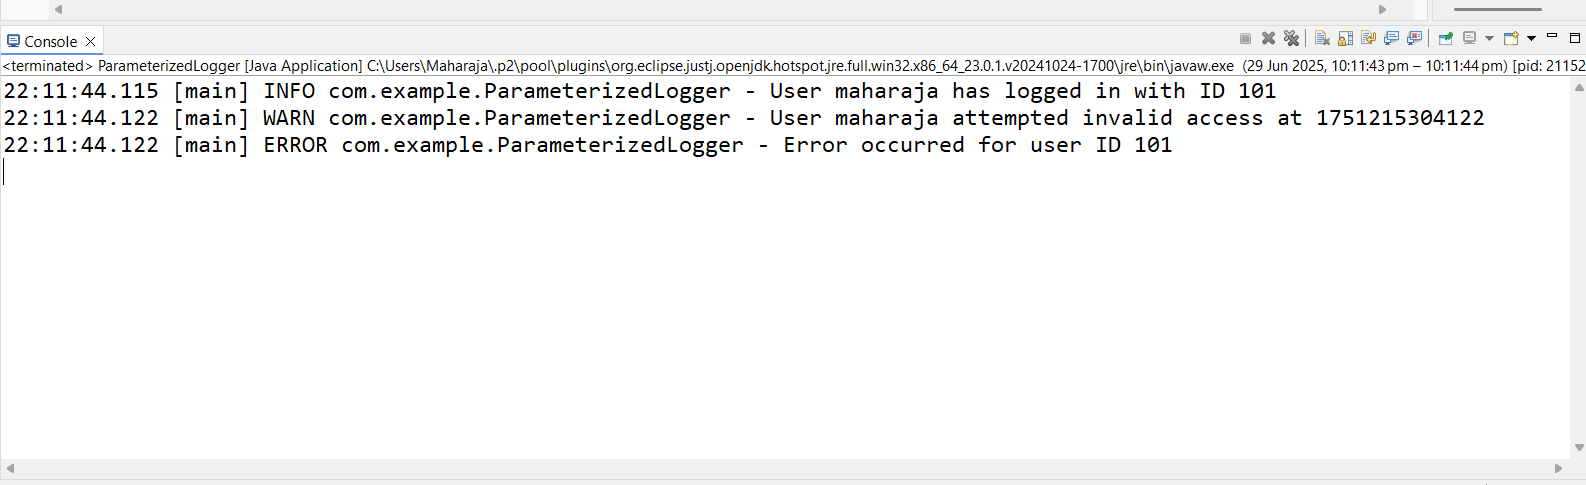 Console
<terminated> ParameterizedLogger [Java Application] C:\Users\Maharaja\.p2\pool\plugins\org.eclipse.justj.openjdk.hotspot.jre.full.win32.x86_64_23.0.1.v20241024-1700\jre\bin\javaw.exe (29 Jun 2025, 10:11:43 pm – 10:11:44 pm) [pid: 21152
22:11:44.115 [main] INFO com.example.ParameterizedLogger - User maharaja has logged in with ID 101
22:11:44.122 [main] WARN com.example.ParameterizedLogger - User maharaja attempted invalid access at 1751215304122
22:11:44.122 [main] ERROR com.example.ParameterizedLogger - Error occurred for user ID 101